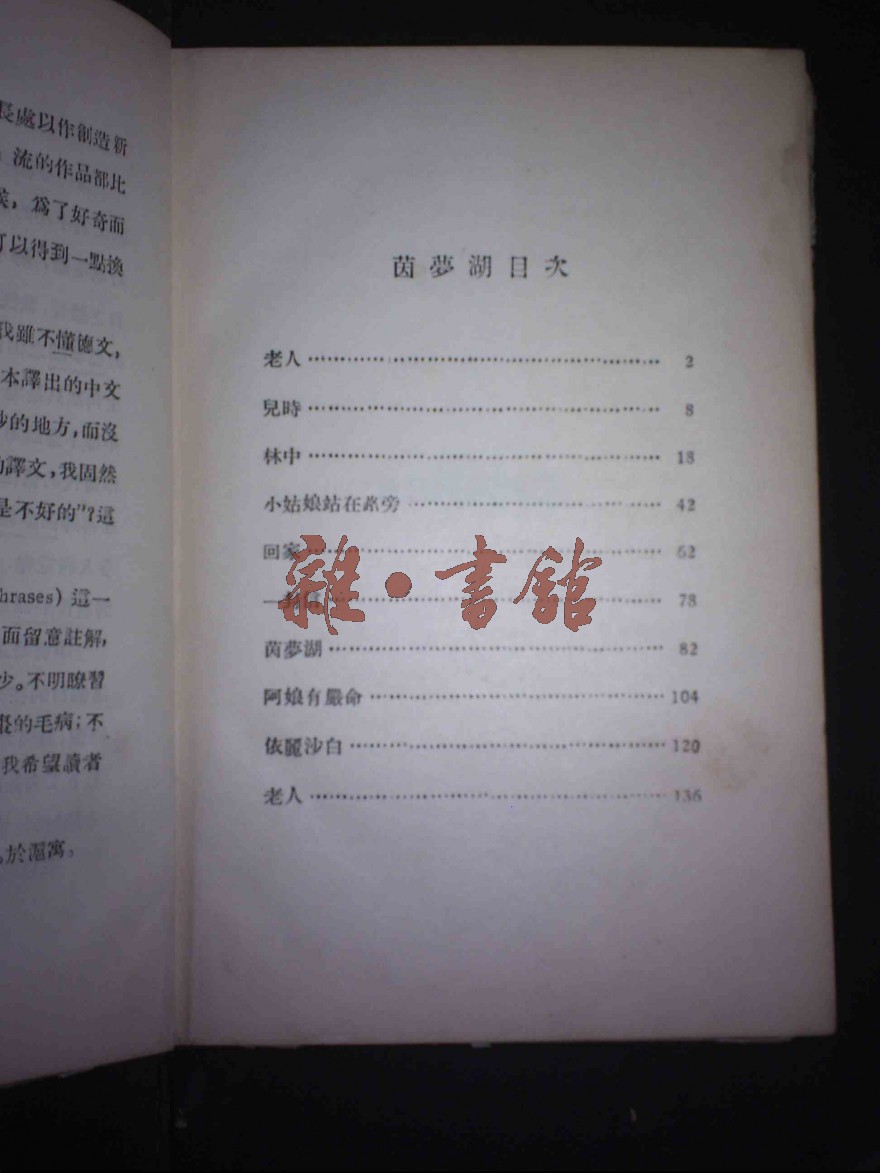 長處以作創造新
流的作品都比
爲了好奇而
可以得到一點換
我雖不懂德文,
本譯出的中文
的地方,而沒
譯文,我固然
是不好的"?這
hrases) 這一
面留意註解,
少。不明瞭習
的毛病;不
我希望讀者
於滬寓。
茵夢湖目次
老人 2
兒時 8
林中 18
小姑娘站在路旁 42
回家 62
一 78
茵夢湖 82
阿娘有嚴命 104
依麗沙白 120
老人 136
雜·書館